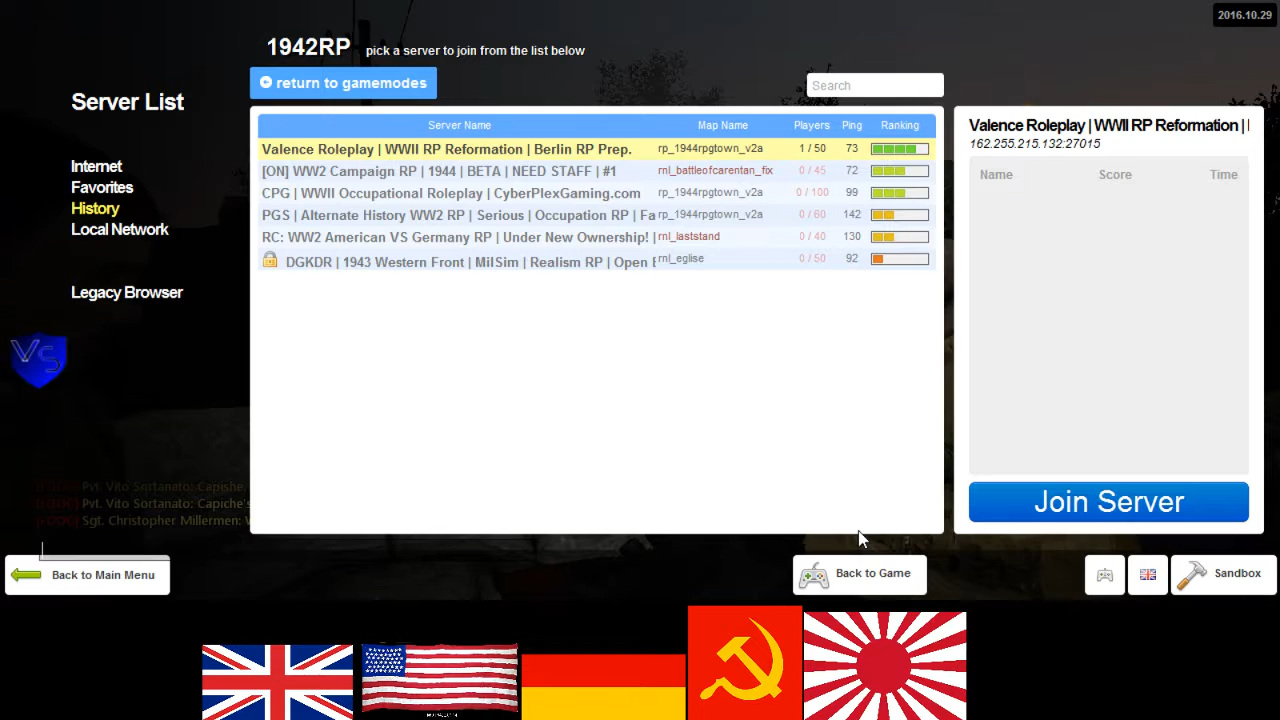 2016.10.29
1942RP pick a server to join from the list below
return to gamemodes
Search
Server List
Internet
Favorites
History
Local Network
Legacy Browser
VS
Server Name Map Name Players Ping Ranking
Valence Roleplay | WWII RP Reformation | Berlin RP Prep. rp_1944rpgtown_v2a 1 / 50 73
[ON] WW2 Campaign RP | 1944 | BETA | NEED STAFF | #1 rnl_battleofcarentan_fix 0 / 45 72
CPG | WWII Occupational Roleplay | CyberPlexGaming.com rp_1944rpgtown_v2a 0 / 100 99
PGS | Alternate History WW2 RP | Serious | Occupation RP | Fa rp_1944rpgtown_v2a 0 / 60 142
RC: WW2 American VS Germany RP | Under New Ownership! | rnl_laststand 0 / 40 130
DGKDR | 1943 Western Front | MilSim | Realism RP | Open E rnl_eglise 0 / 50 92
Valence Roleplay | WWII RP Reformation |
162.255.215.132:27015
Name Score Time
Join Server
Pvt. Vito Sortanato: Capishe.
Pvt. Vito Sortanato: Capiche's
Sgt. Christopher Millermen:
Back to Main Menu
Back to Game
Sandbox